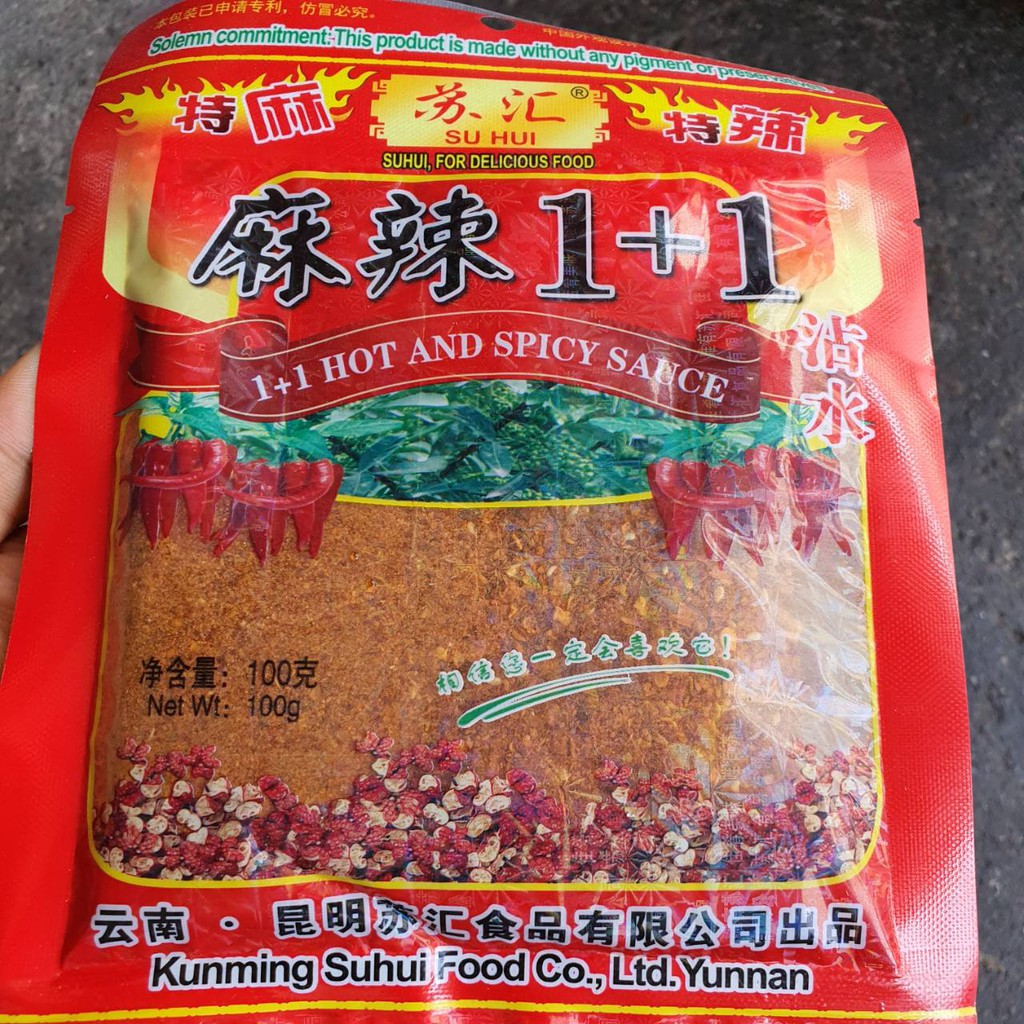 本包装已申请专利，仿冒必究。
Solemn commitment:This product is made without any pigment or preservatives
特麻
苏汇®
SU HUI
特辣
SUHUI, FOR DELICIOUS FOOD
麻辣1+1
沾水
1+1 HOT AND SPICY SAUCE
相信您一定会喜欢它!
净含量：100克
Net Wt：100g
云南·昆明苏汇食品有限公司出品
Kunming Suhui Food Co., Ltd. Yunnan